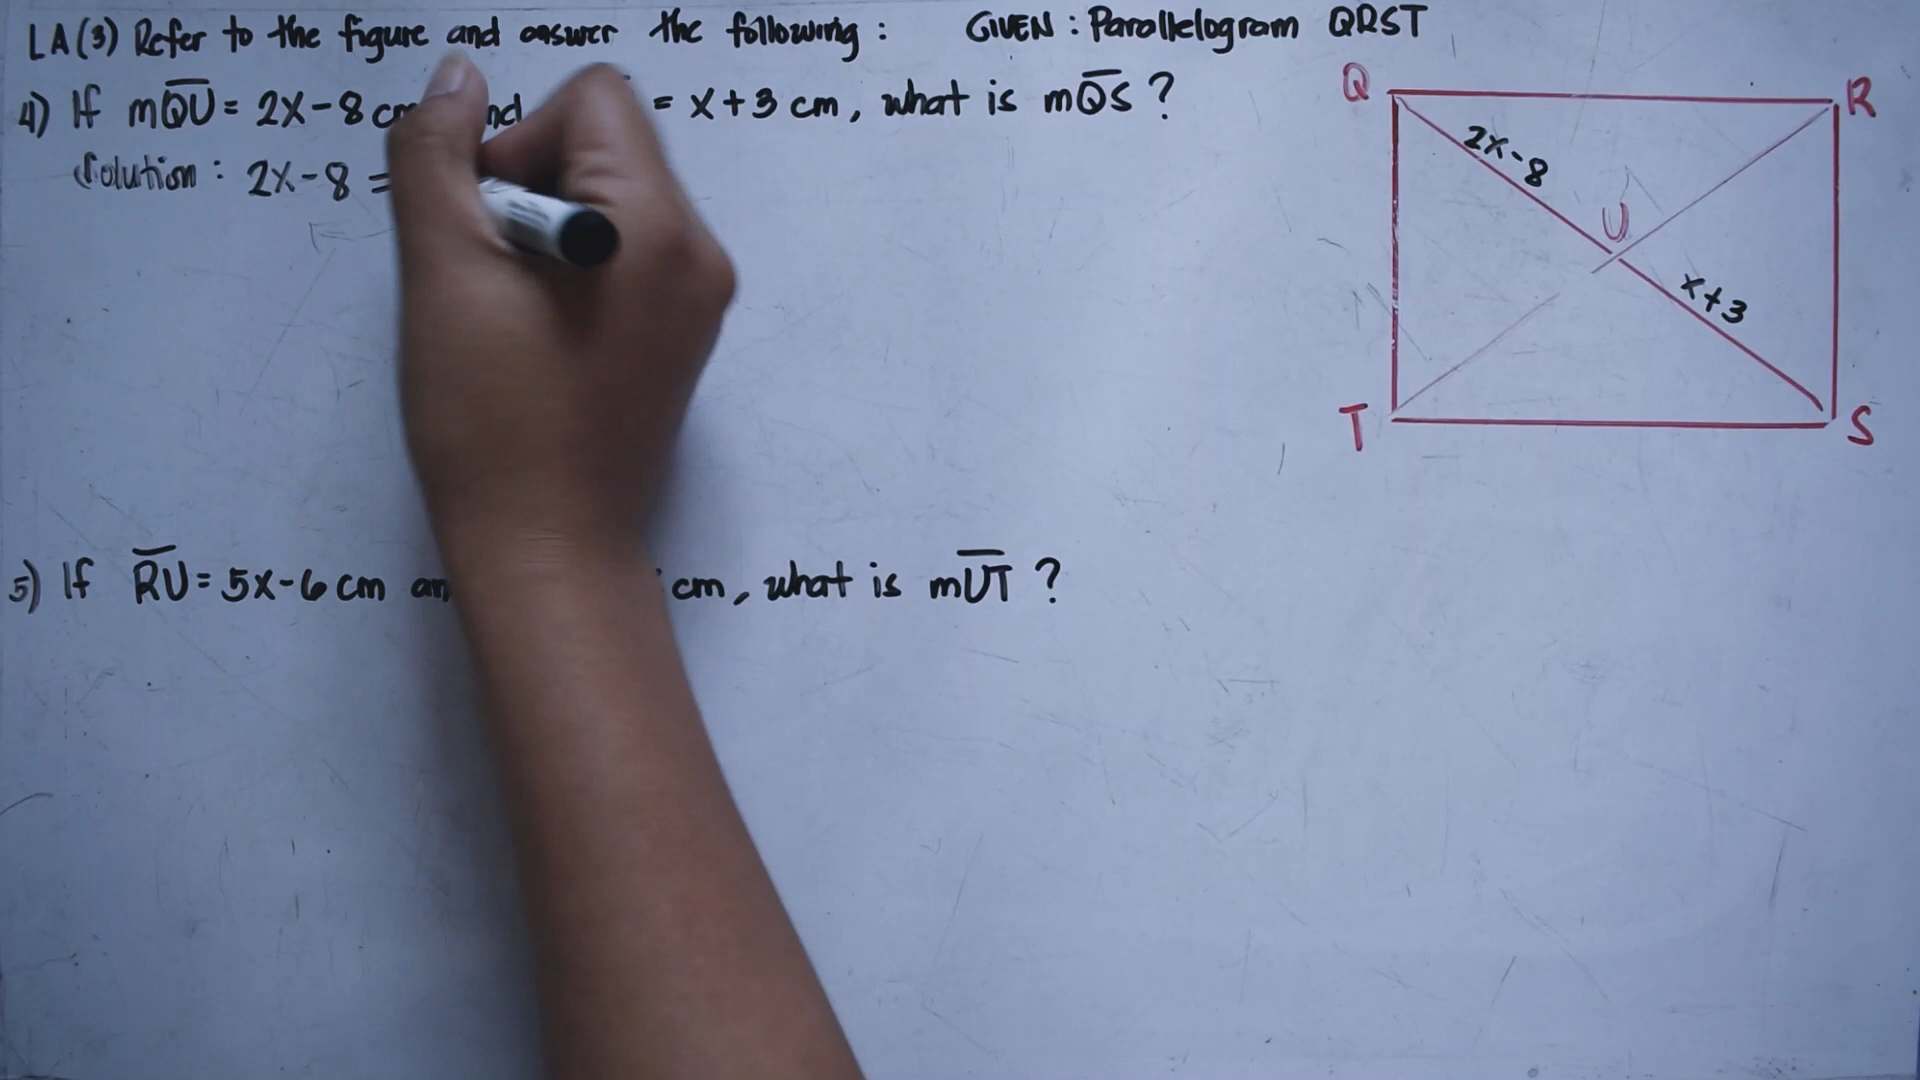 LA(3) Refer to the figure and answer the following : GIVEN : Parallelogram QRST
4) If mQU = 2x-8 = x+3 cm, what is mQS ?
Solution : 2x-8 =
Q
R
2x-8
U
x+3
T
S
5) If RU = 5x-6 cm cm, what is mUT ?